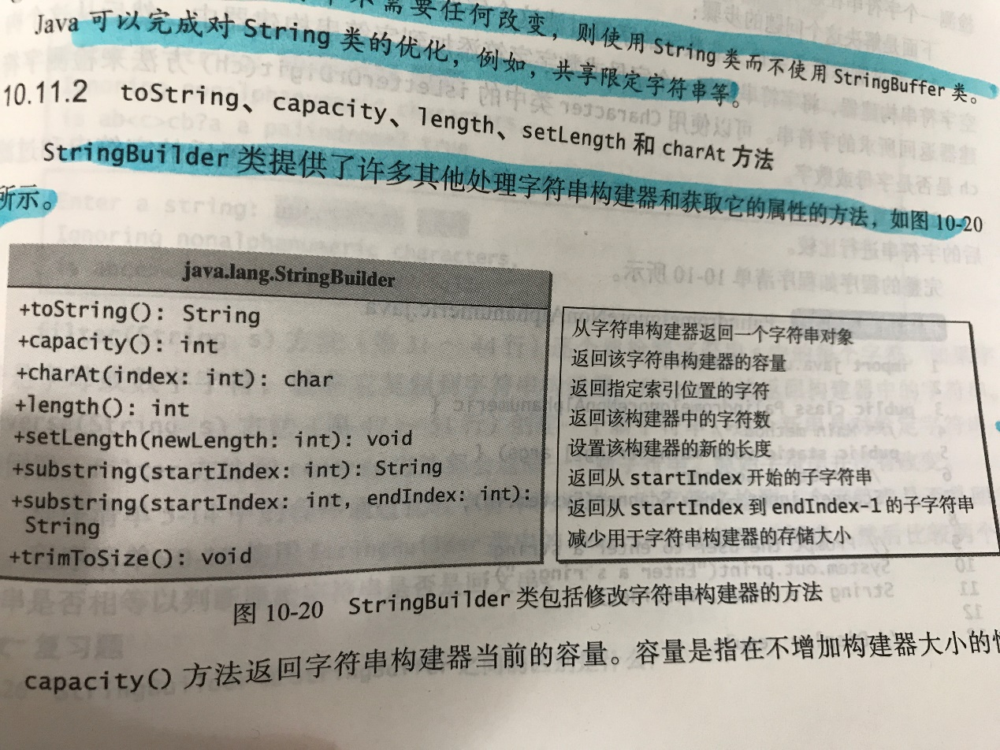 需要任何改变，则使用 String 类而不使用 StringBuffer 类。
Java 可以完成对 String 类的优化，例如，共享限定字符串等。
10.11.2 toString、capacity、length、setLength 和 charAt 方法
StringBuilder 类提供了许多其他处理字符串构建器和获取它的属性的方法，如图 10-20
所示。
java.lang.StringBuilder
+toString(): String
+capacity(): int
+charAt(index: int): char
+length(): int
+setLength(newLength: int): void
+substring(startIndex: int): String
+substring(startIndex: int, endIndex: int):
String
+trimToSize(): void
从字符串构建器返回一个字符串对象
返回该字符串构建器的容量
返回指定索引位置的字符
返回该构建器中的字符数
设置该构建器的新的长度
返回从 startIndex 开始的子字符串
返回从 startIndex 到 endIndex-1 的子字符串
减少用于字符串构建器的存储大小
图 10-20 StringBuilder 类包括修改字符串构建器的方法
capacity() 方法返回字符串构建器当前的容量。容量是指在不增加构建器大小的